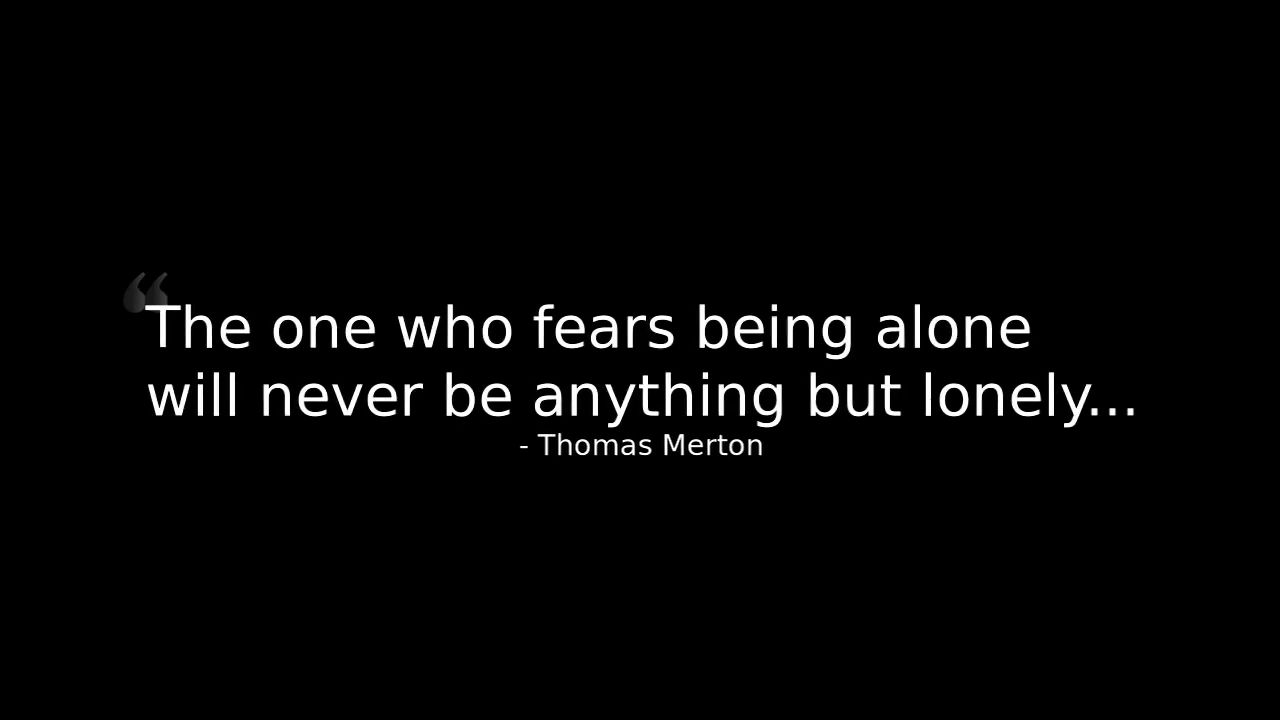 “The one who fears being alone
will never be anything but lonely...
- Thomas Merton